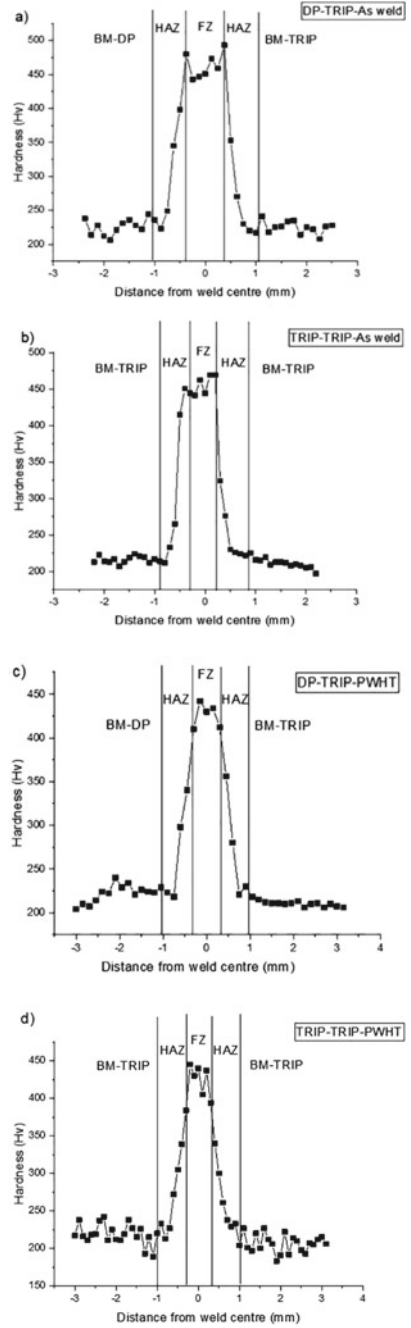 a)
DP-TRIP-As weld
HAZ FZ HAZ
BM-DP BM-TRIP
500
450
400
350
300
250
200
Hardness (Hv)
-3 -2 -1 0 1 2 3
Distance from weld centre (mm)
b)
TRIP-TRIP-As weld
FZ
BM-TRIP HAZ HAZ BM-TRIP
500
450
400
350
300
250
200
Hardness (Hv)
-3 -2 -1 0 1 2 3
Distance from weld centre (mm)
c)
FZ
DP-TRIP-PWHT
HAZ HAZ
BM-DP BM-TRIP
450
400
350
300
250
200
Hardness (Hv)
-3 -2 -1 0 1 2 3
Distance from weld centre (mm)
d)
TRIP-TRIP-PWHT
FZ
HAZ HAZ
BM-TRIP BM-TRIP
450
400
350
300
250
200
150
Hardness (Hv)
-3 -2 -1 0 1 2 3 4
Distance from weld centre (mm)